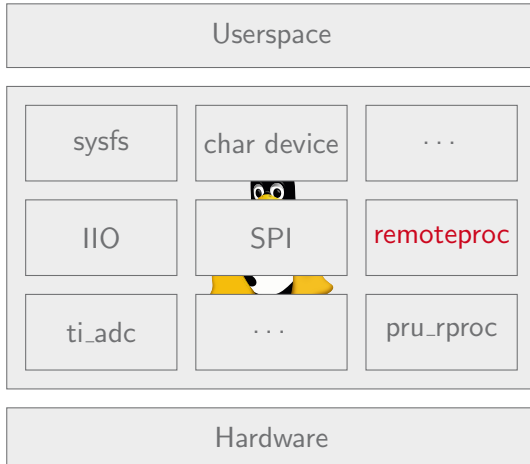 Userspace
sysfs
char device
...
IIO
SPI
remoteproc
ti_adc
...
pru_rproc
Hardware